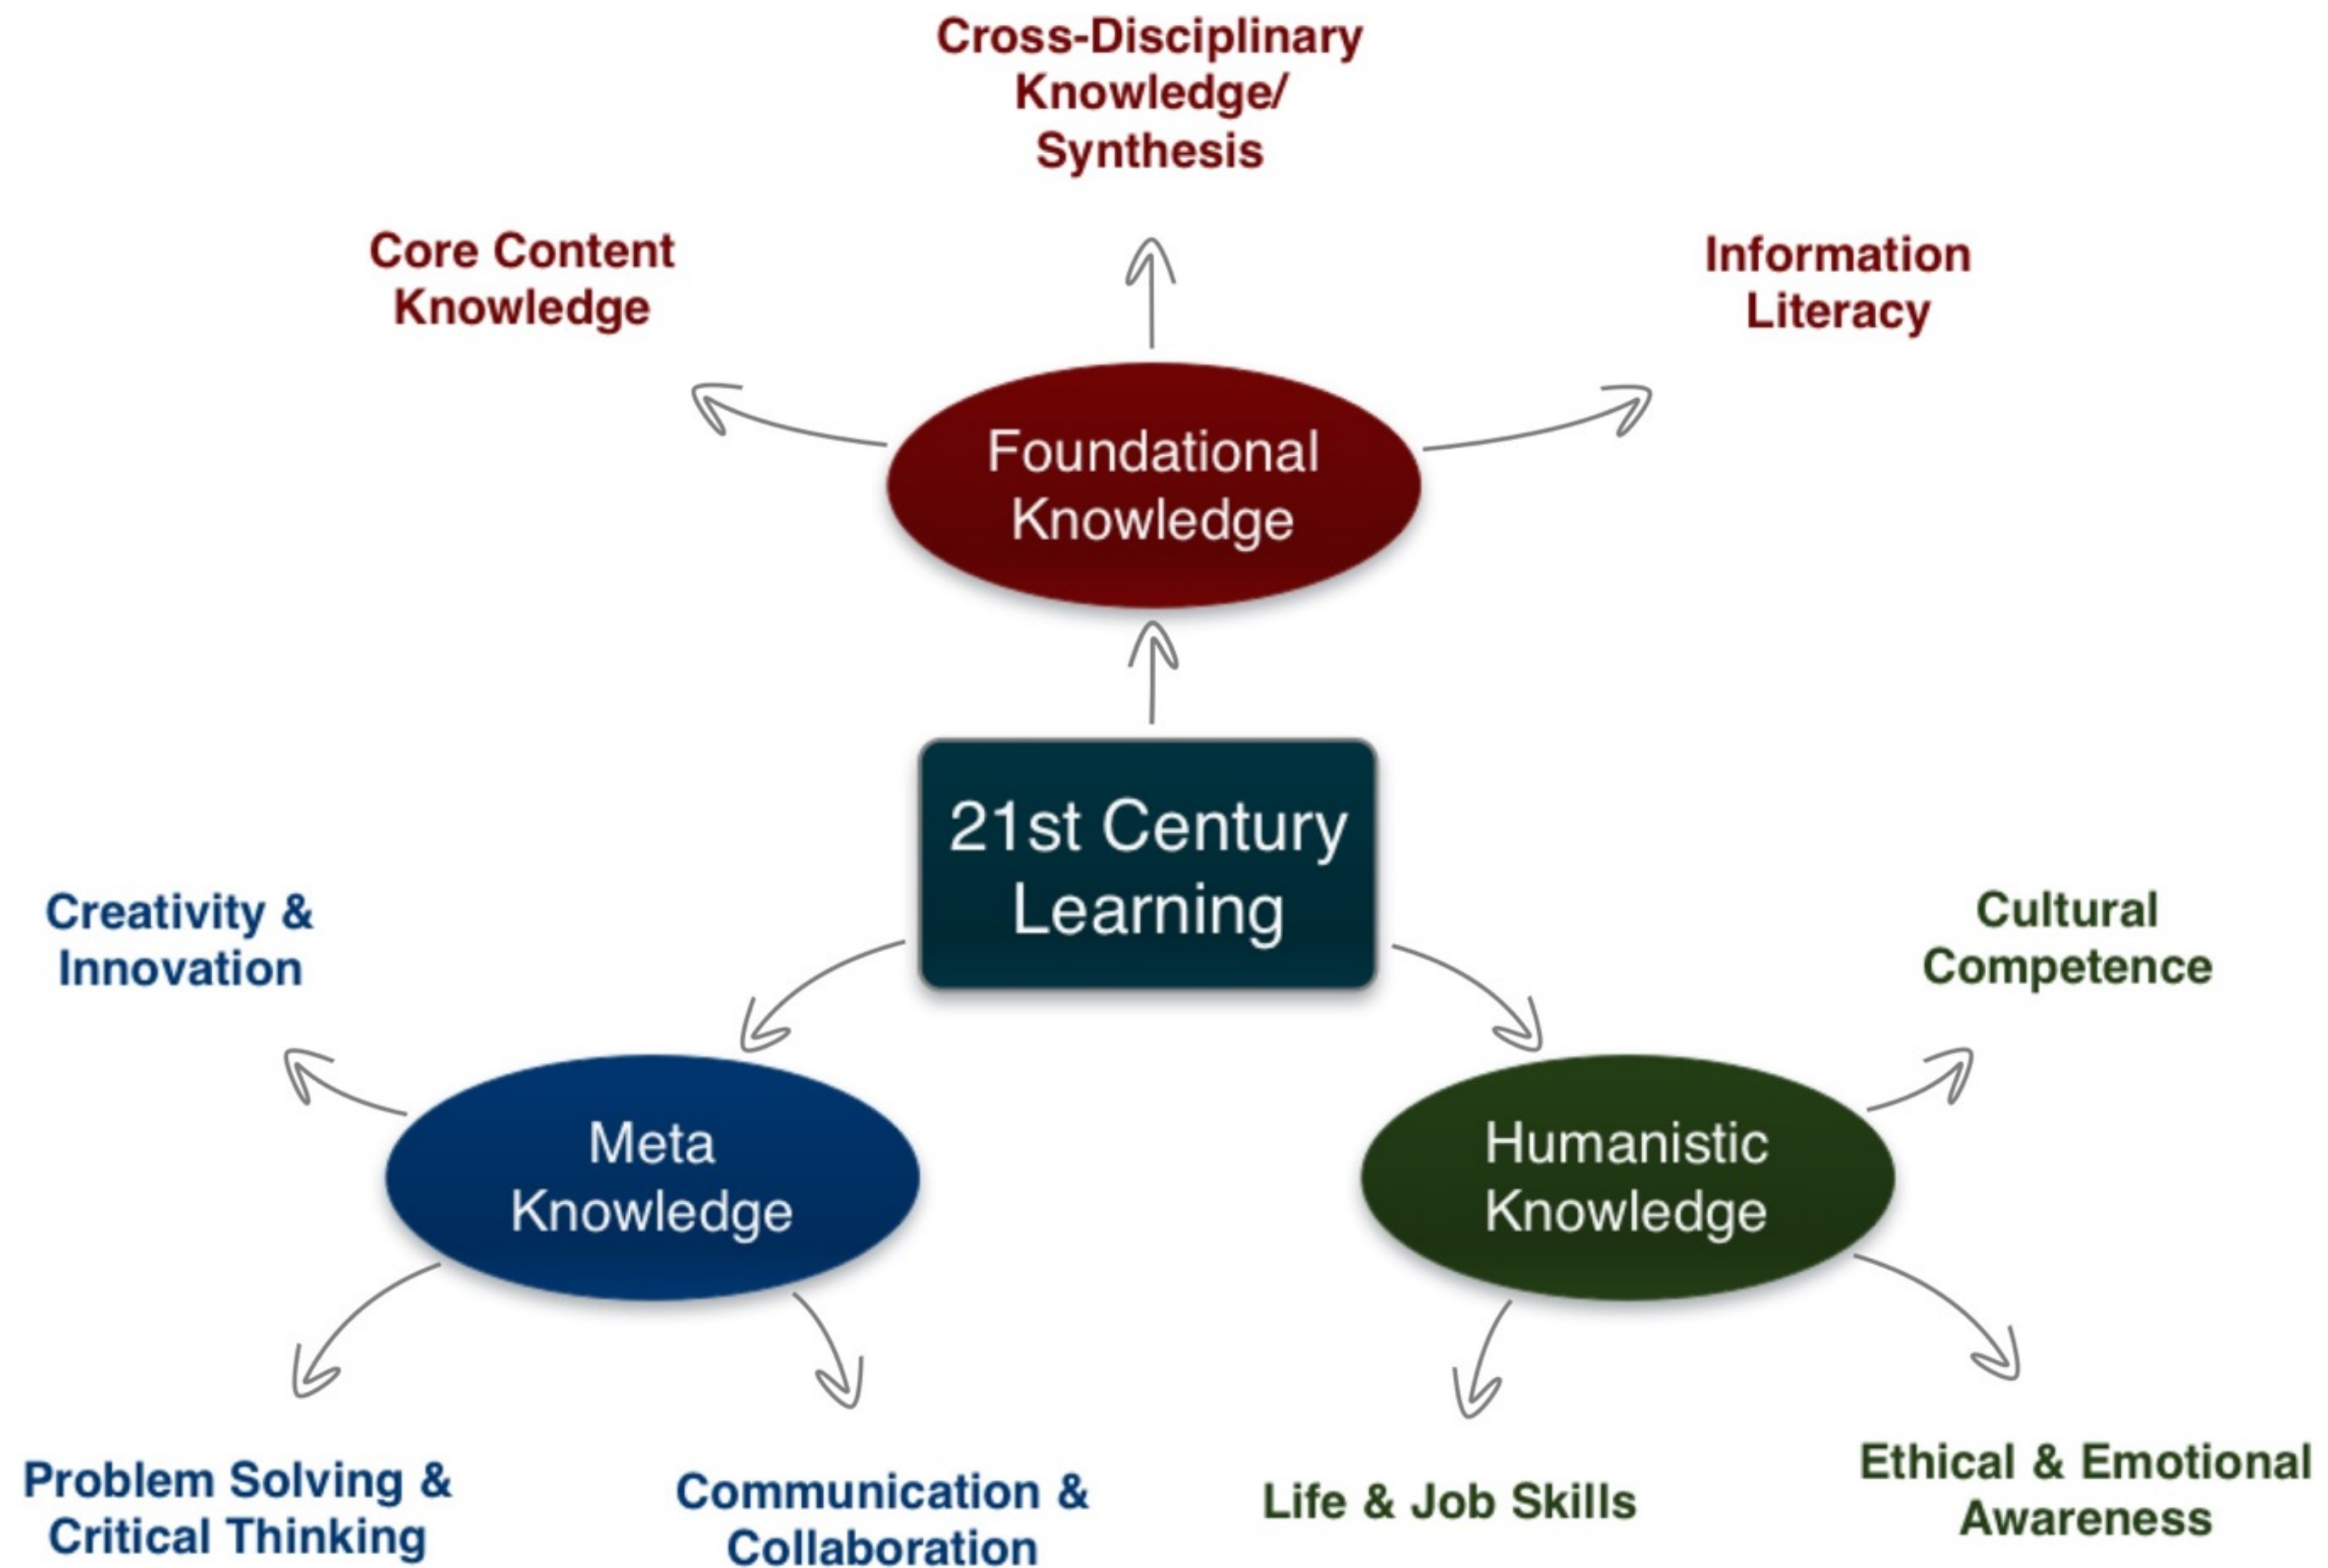 Cross-Disciplinary
Knowledge/
Synthesis
Core Content
Knowledge
Information
Literacy
Foundational
Knowledge
21st Century
Learning
Creativity &
Innovation
Cultural
Competence
Meta
Knowledge
Humanistic
Knowledge
Problem Solving &
Critical Thinking
Communication &
Collaboration
Life & Job Skills
Ethical & Emotional
Awareness